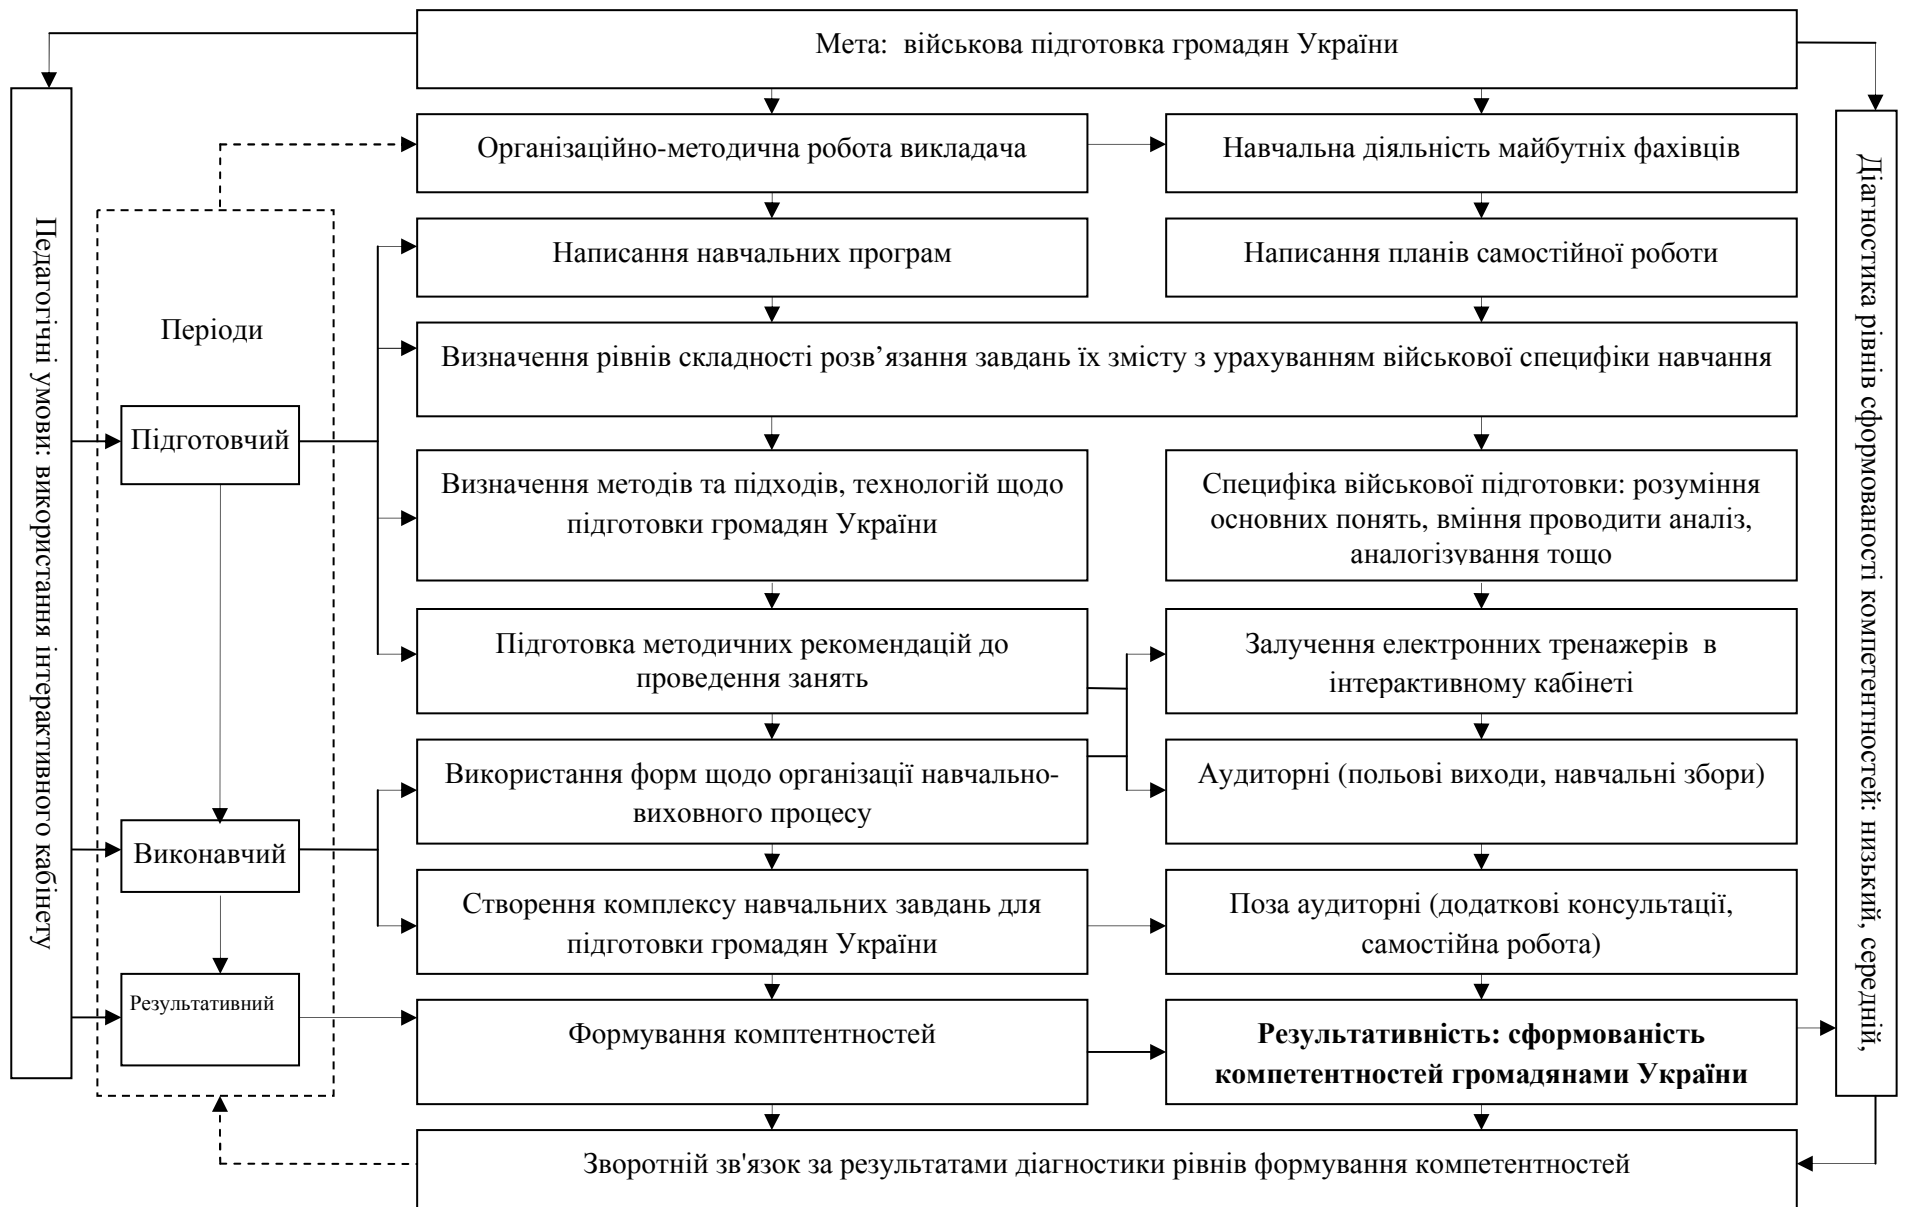 Мета:  військова підготовка громадян України
Організаційно-методична робота викладача
Навчальна діяльність майбутніх фахівців
Педагогічні умови: використання інтерактивного кабінету
Періоди
Написання навчальних програм
Написання планів самостійної роботи
Визначення рівнів складності розв’язання завдань їх змісту з урахуванням військової специфіки навчання
Підготовчий
Визначення методів та підходів, технологій щодо
підготовки громадян України
Специфіка військової підготовки: розуміння
основних понять, вміння проводити аналіз,
аналогізування тощо
Підготовка методичних рекомендацій до
проведення занять
Залучення електронних тренажерів  в
інтерактивному кабінеті
Використання форм щодо організації навчально-
виховного процесу
Аудиторні (польові виходи, навчальні збори)
Виконавчий
Створення комплексу навчальних завдань для
підготовки громадян України
Поза аудиторні (додаткові консультації,
самостійна робота)
Результативний
Формування комптентностей
Результативність: сформованість
компетентностей громадянами України
Діагностика рівнів сформованості компетентностей: низький, середній,
Зворотній зв'язок за результатами діагностики рівнів формування компетентностей